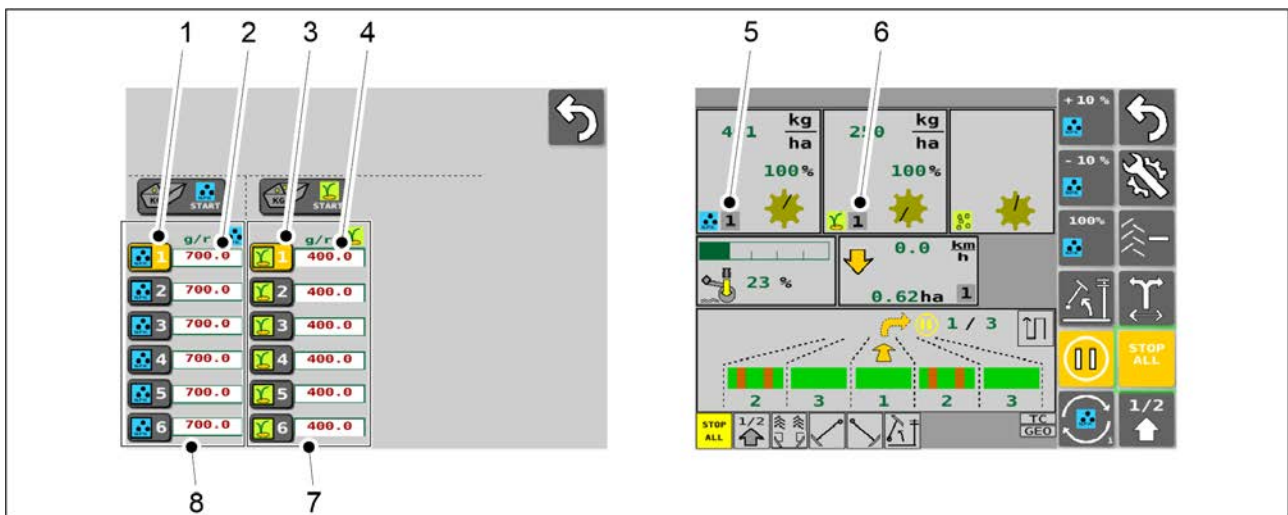 1 2 3 4 5 6
KG START KG START
g/r g/r
1 700.0 1 400.0
2 700.0 2 400.0
3 700.0 3 400.0
4 700.0 4 400.0
5 700.0 5 400.0
6 700.0 6 400.0
8 7
kg/ha 250 kg/ha
100% 100%
1 1
23 %
0.0 km/h
0.62ha 1
1 / 3
2 3 1 2 3
TC
GEO
STOP ALL 1/2
+10 %
- 10 %
100%
STOP ALL
1/2
1